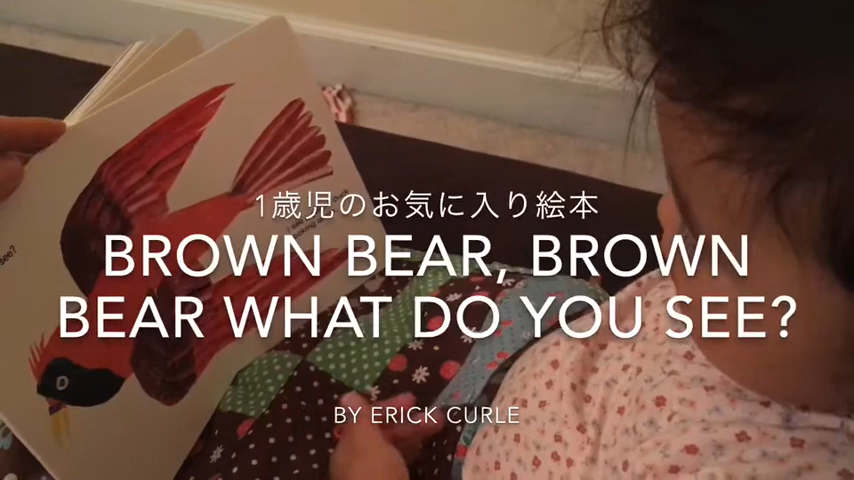 1歳児のお気に入り絵本
BROWN BEAR, BROWN
BEAR WHAT DO YOU SEE?
BY ERICK CURLE
see?